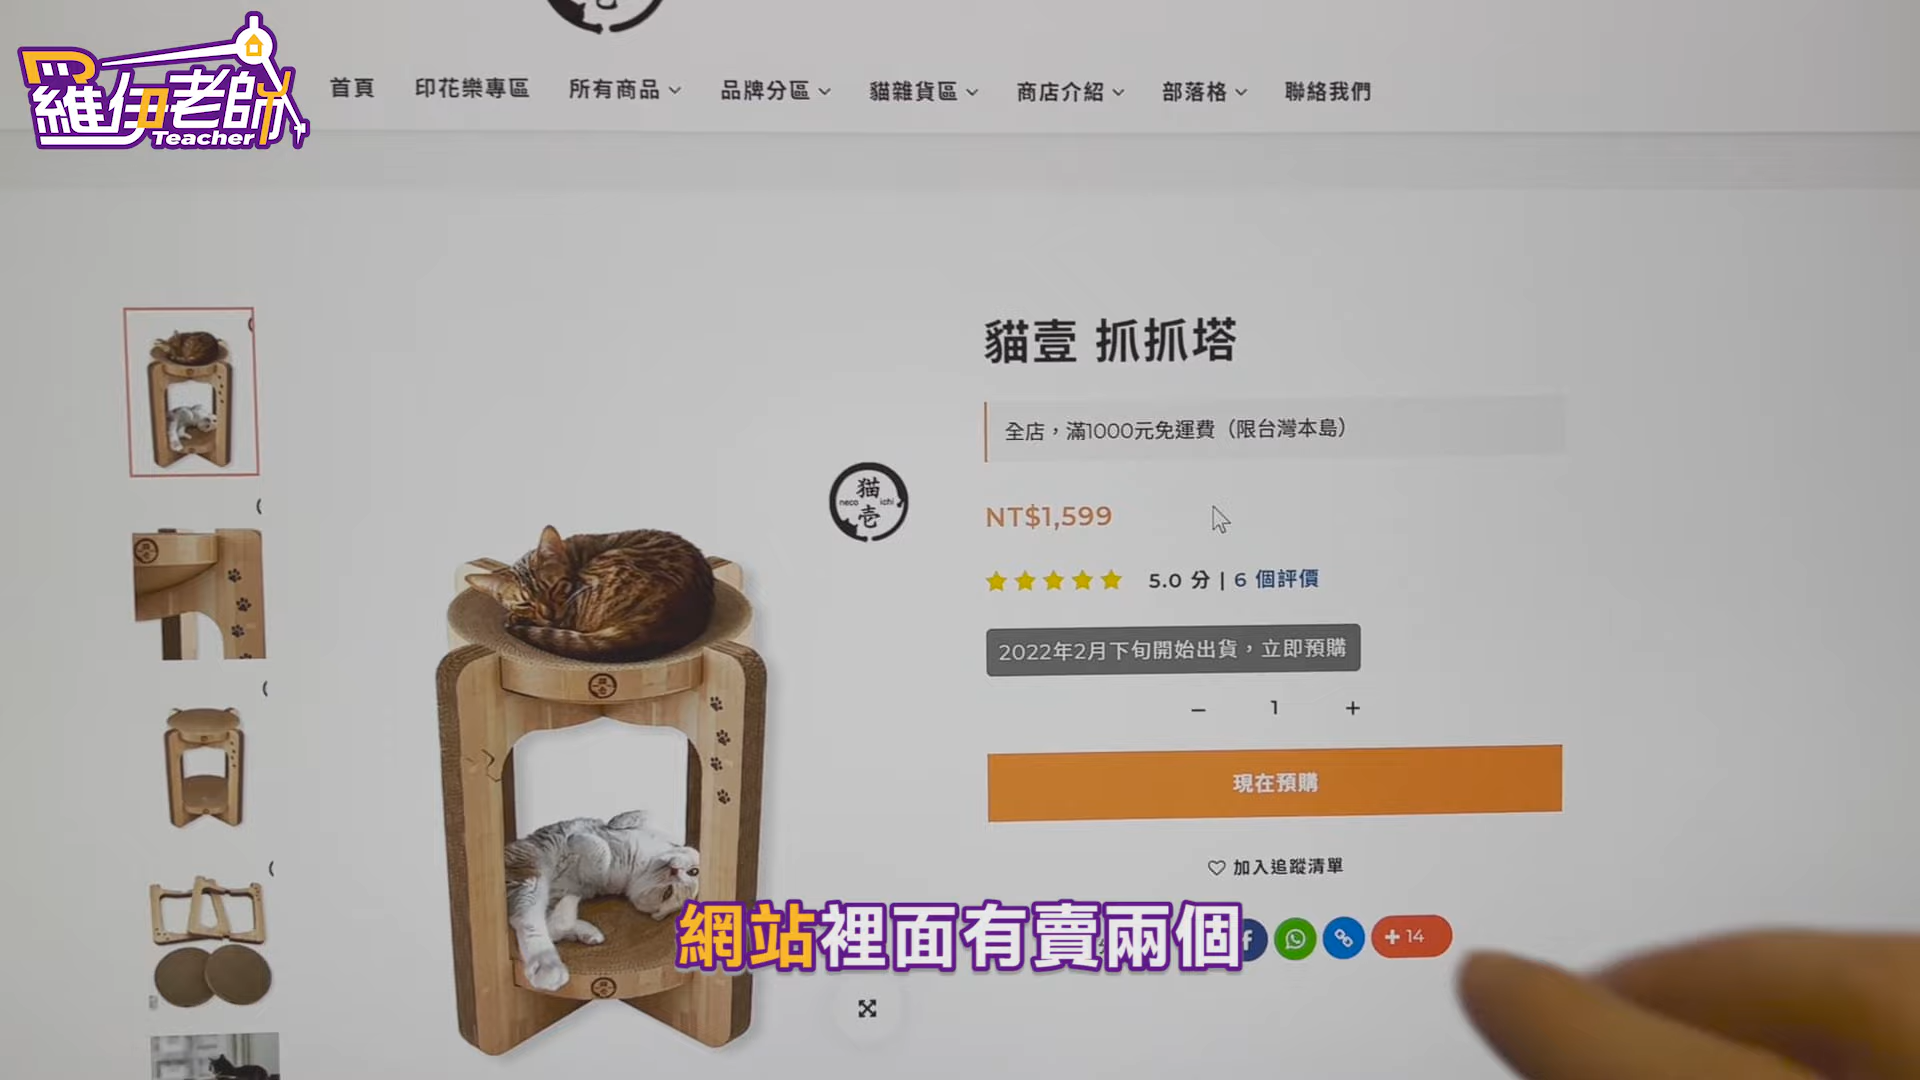 羅伊老師
Teacher
首頁 印花樂專區 所有商品 品牌分區 貓雜貨區 商店介紹 部落格 聯絡我們
貓壹 抓抓塔
全店，滿1000元免運費（限台灣本島）
猫
neco ichi
壱
NT$1,599
5.0 分 | 6 個評價
2022年2月下旬開始出貨，立即預購
− 1 +
現在預購
加入追蹤清單
f + 14
網站裡面有賣兩個